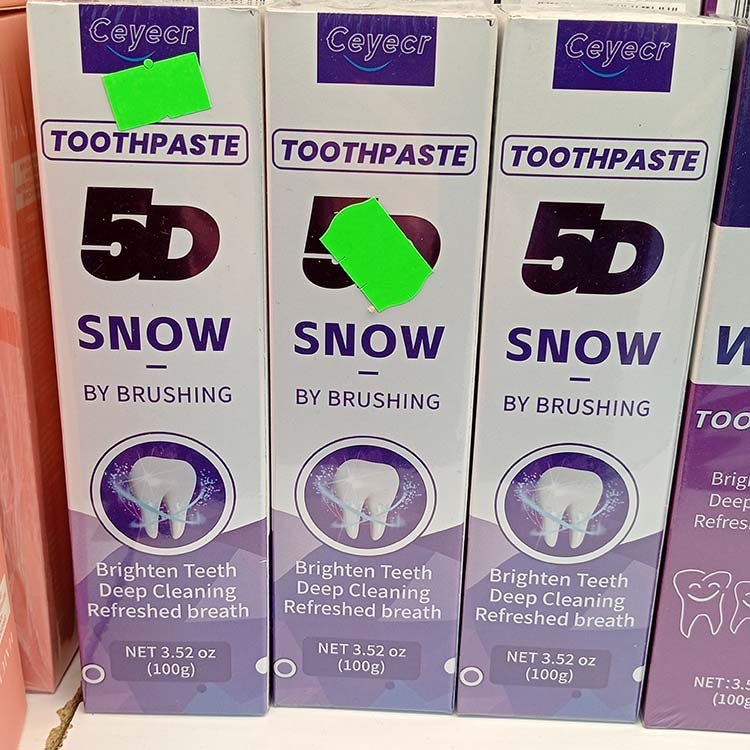 Ceyecr
TOOTHPASTE
5D
SNOW
BY BRUSHING
Brighten Teeth
Deep Cleaning
Refreshed breath
NET 3.52 oz
(100g)
Ceyecr
TOOTHPASTE
SNOW
BY BRUSHING
Brighten Teeth
Deep Cleaning
Refreshed breath
NET 3.52 oz
(100g)
Ceyecr
TOOTHPASTE
5D
SNOW
BY BRUSHING
Brighten Teeth
Deep Cleaning
Refreshed breath
NET 3.52 oz
(100g)